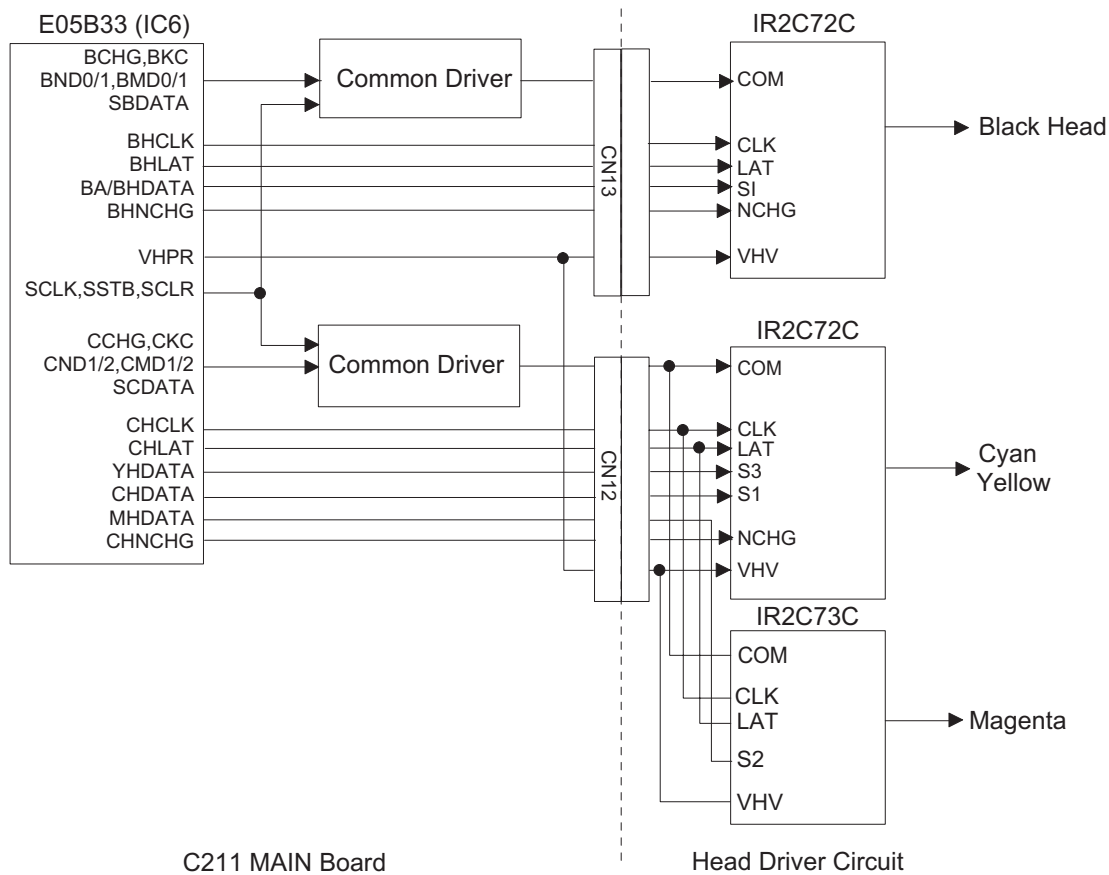 E05B33 (IC6)
BCHG,BKC
BND0/1,BMD0/1
SBDATA
BHCLK
BHLAT
BA/BHDATA
BHNCHG
VHPR
SCLK,SSTB,SCLR
CCHG,CKC
CND1/2,CMD1/2
SCDATA
CHCLK
CHLAT
YHDATA
CHDATA
MHDATA
CHNCHG
Common Driver
Common Driver
CN13
CN12
IR2C72C
COM
CLK
LAT
SI
NCHG
VHV
Black Head
IR2C72C
COM
CLK
LAT
S3
S1
NCHG
VHV
Cyan
Yellow
IR2C73C
COM
CLK
LAT
S2
VHV
Magenta
C211 MAIN Board
Head Driver Circuit